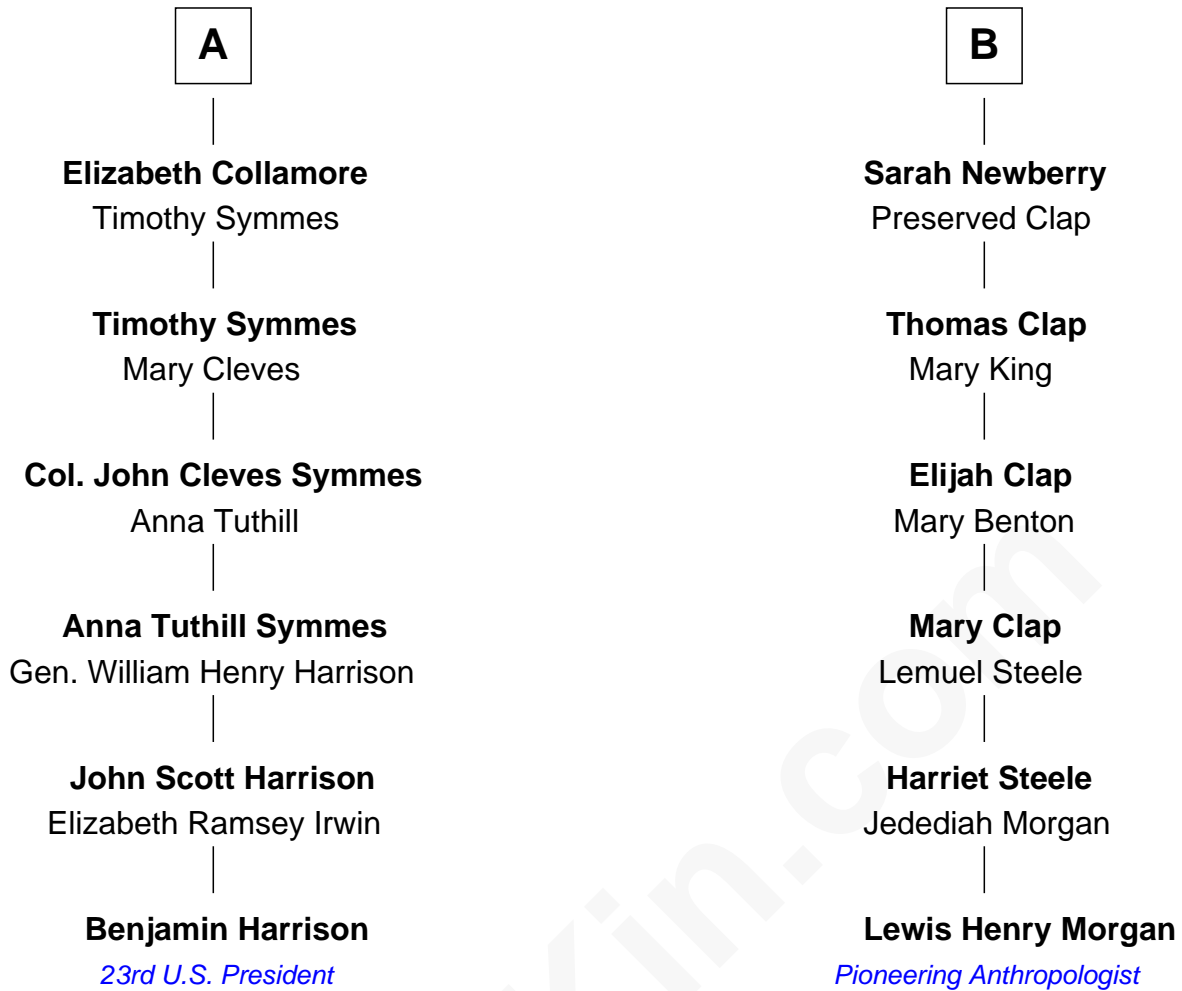 A
Elizabeth Collamore
Timothy Symmes
Timothy Symmes
Mary Cleves
Col. John Cleves Symmes
Anna Tuthill
Anna Tuthill Symmes
Gen. William Henry Harrison
John Scott Harrison
Elizabeth Ramsey Irwin
Benjamin Harrison
23rd U.S. President
B
Sarah Newberry
Preserved Clap
Thomas Clap
Mary King
Elijah Clap
Mary Benton
Mary Clap
Lemuel Steele
Harriet Steele
Jedediah Morgan
Lewis Henry Morgan
Pioneering Anthropologist